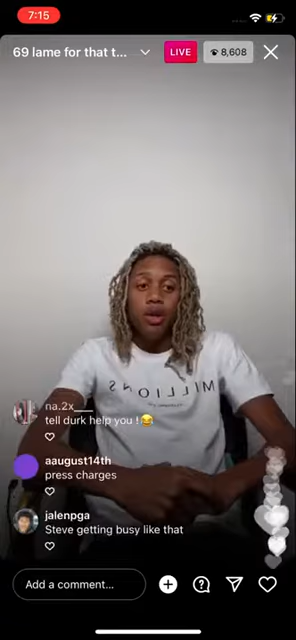 7:15
69 lame for that t...
LIVE
8,608
MILLIONS
na.2x___
tell durk help you !😂
aaugust14th
press charges
jalenpga
Steve getting busy like that
Add a comment...